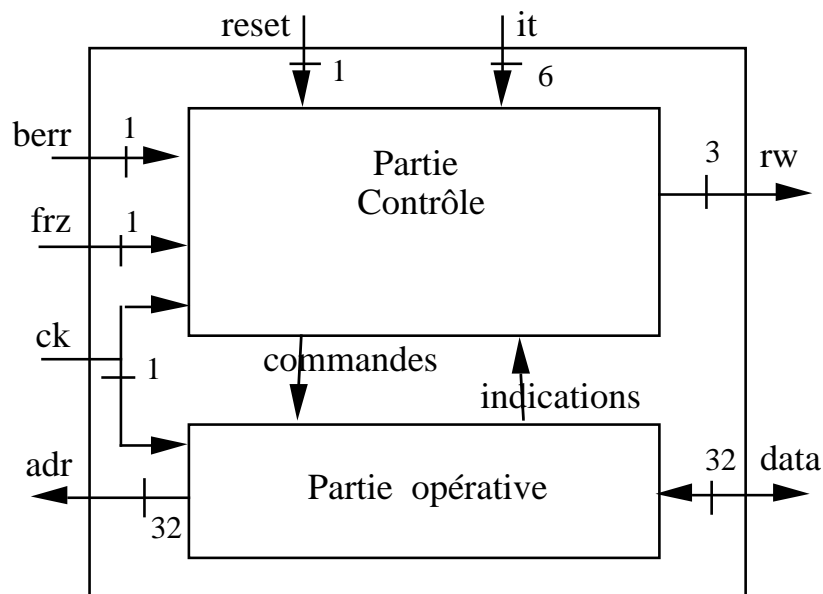 reset
it
1
6
berr
1
Partie
Contrôle
3
rw
frz
1
ck
1
commandes
indications
adr
32
Partie opérative
32
data